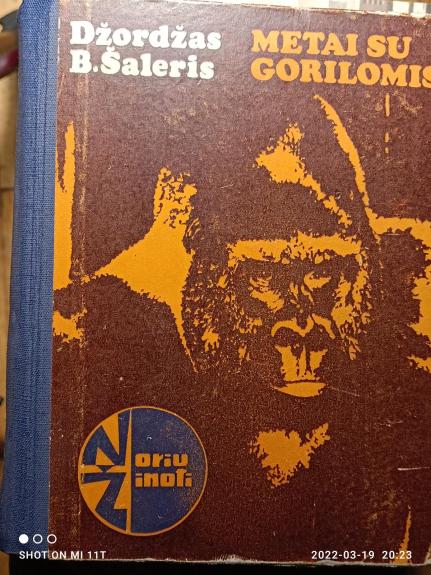 Džordžas
B.Šaleris
METAI SU
GORILOMIS
Noriu
Žinoti
SHOT ON MI 11T
2022-03-19 20:23